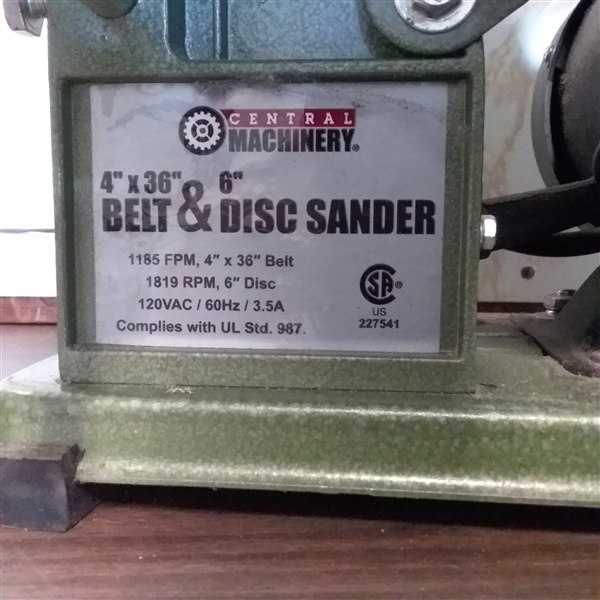 CENTRAL
MACHINERY®
4" x 36" & 6"
BELT & DISC SANDER
1185 FPM, 4" x 36" Belt
1819 RPM, 6" Disc
120VAC / 60Hz / 3.5A
Complies with UL Std. 987.
SA®
US
227541